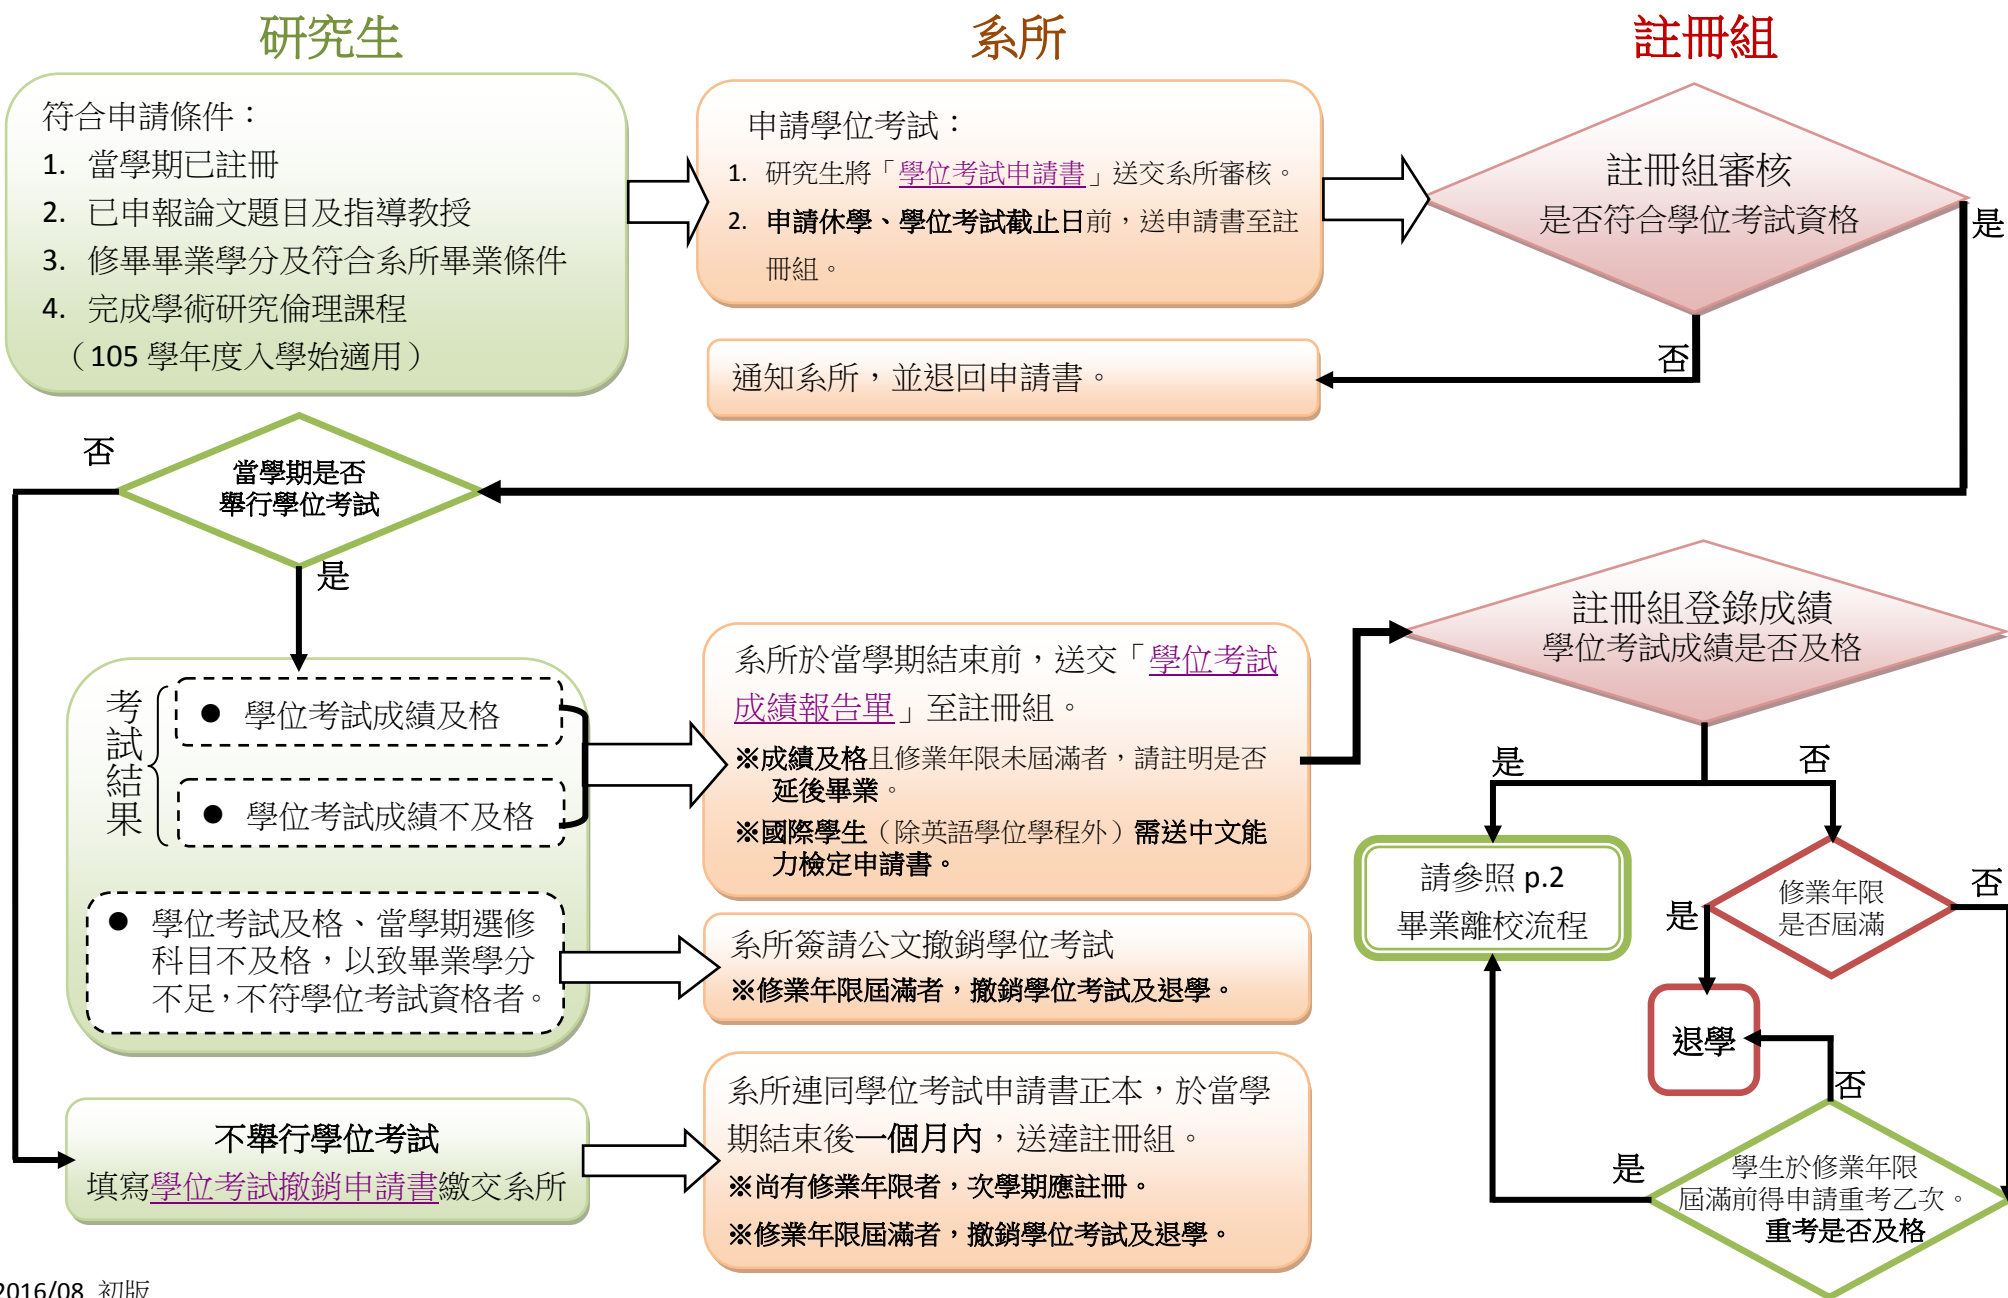 研究生
系所
註冊組
符合申請條件：
1. 當學期已註冊
2. 已申報論文題目及指導教授
3. 修畢畢業學分及符合系所畢業條件
4. 完成學術研究倫理課程
（105 學年度入學始適用）
申請學位考試：
1. 研究生將「學位考試申請書」送交系所審核。
2. 申請休學、學位考試截止日前，送申請書至註
冊組。
註冊組審核
是否符合學位考試資格
是
否
通知系所，並退回申請書。
否
當學期是否
舉行學位考試
是
考試結果
● 學位考試成績及格
● 學位考試成績不及格
● 學位考試及格、當學期選修
科目不及格，以致畢業學分
不足，不符學位考試資格者。
系所於當學期結束前，送交「學位考試
成績報告單」至註冊組。
※成績及格且修業年限未屆滿者，請註明是否
延後畢業。
※國際學生（除英語學位學程外）需送中文能
力檢定申請書。
註冊組登錄成績
學位考試成績是否及格
是
否
請參照 p.2
畢業離校流程
修業年限
是否屆滿
是
否
退學
系所簽請公文撤銷學位考試
※修業年限屆滿者，撤銷學位考試及退學。
不舉行學位考試
填寫學位考試撤銷申請書繳交系所
系所連同學位考試申請書正本，於當學
期結束後一個月內，送達註冊組。
※尚有修業年限者，次學期應註冊。
※修業年限屆滿者，撤銷學位考試及退學。
否
是
學生於修業年限
屆滿前得申請重考乙次。
重考是否及格
2016/08 初版